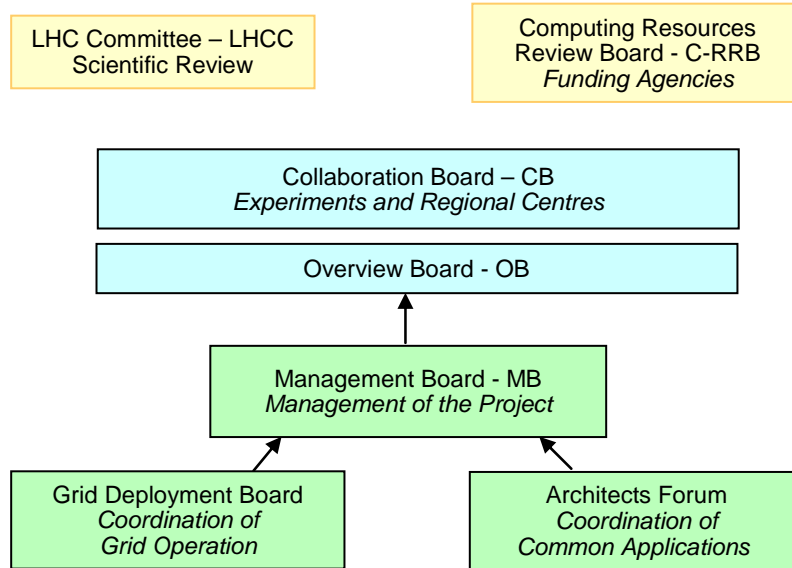 LHC Committee – LHCC
Scientific Review
Computing Resources
Review Board - C-RRB
Funding Agencies
Collaboration Board – CB
Experiments and Regional Centres
Overview Board - OB
Management Board - MB
Management of the Project
Grid Deployment Board
Coordination of
Grid Operation
Architects Forum
Coordination of
Common Applications